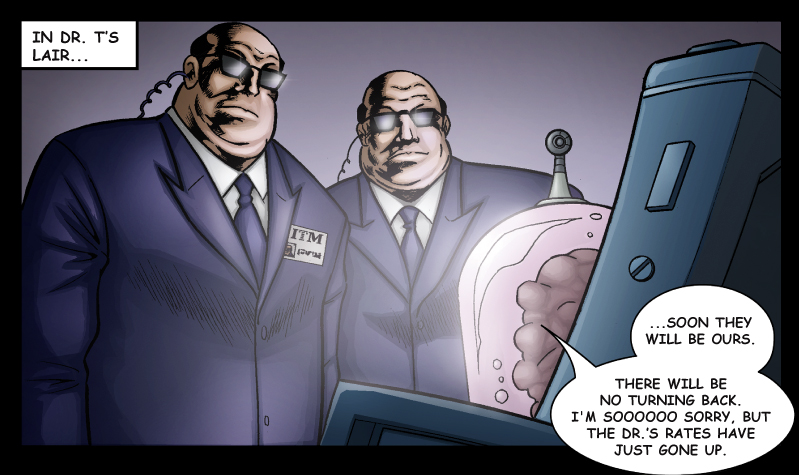 IN DR. T'S
LAIR...
ITM
...SOON THEY
WILL BE OURS.
THERE WILL BE
NO TURNING BACK.
I'M SOOOOOO SORRY, BUT
THE DR.'S RATES HAVE
JUST GONE UP.